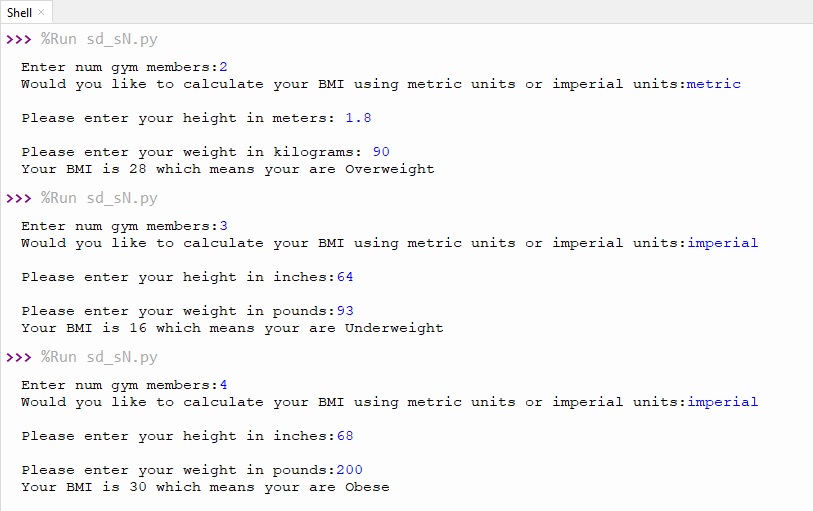 Shell ×
>>> %Run sd_sN.py
Enter num gym members:2
Would you like to calculate your BMI using metric units or imperial units:metric
Please enter your height in meters: 1.8
Please enter your weight in kilograms: 90
Your BMI is 28 which means your are Overweight
>>> %Run sd_sN.py
Enter num gym members:3
Would you like to calculate your BMI using metric units or imperial units:imperial
Please enter your height in inches:64
Please enter your weight in pounds:93
Your BMI is 16 which means your are Underweight
>>> %Run sd_sN.py
Enter num gym members:4
Would you like to calculate your BMI using metric units or imperial units:imperial
Please enter your height in inches:68
Please enter your weight in pounds:200
Your BMI is 30 which means your are Obese